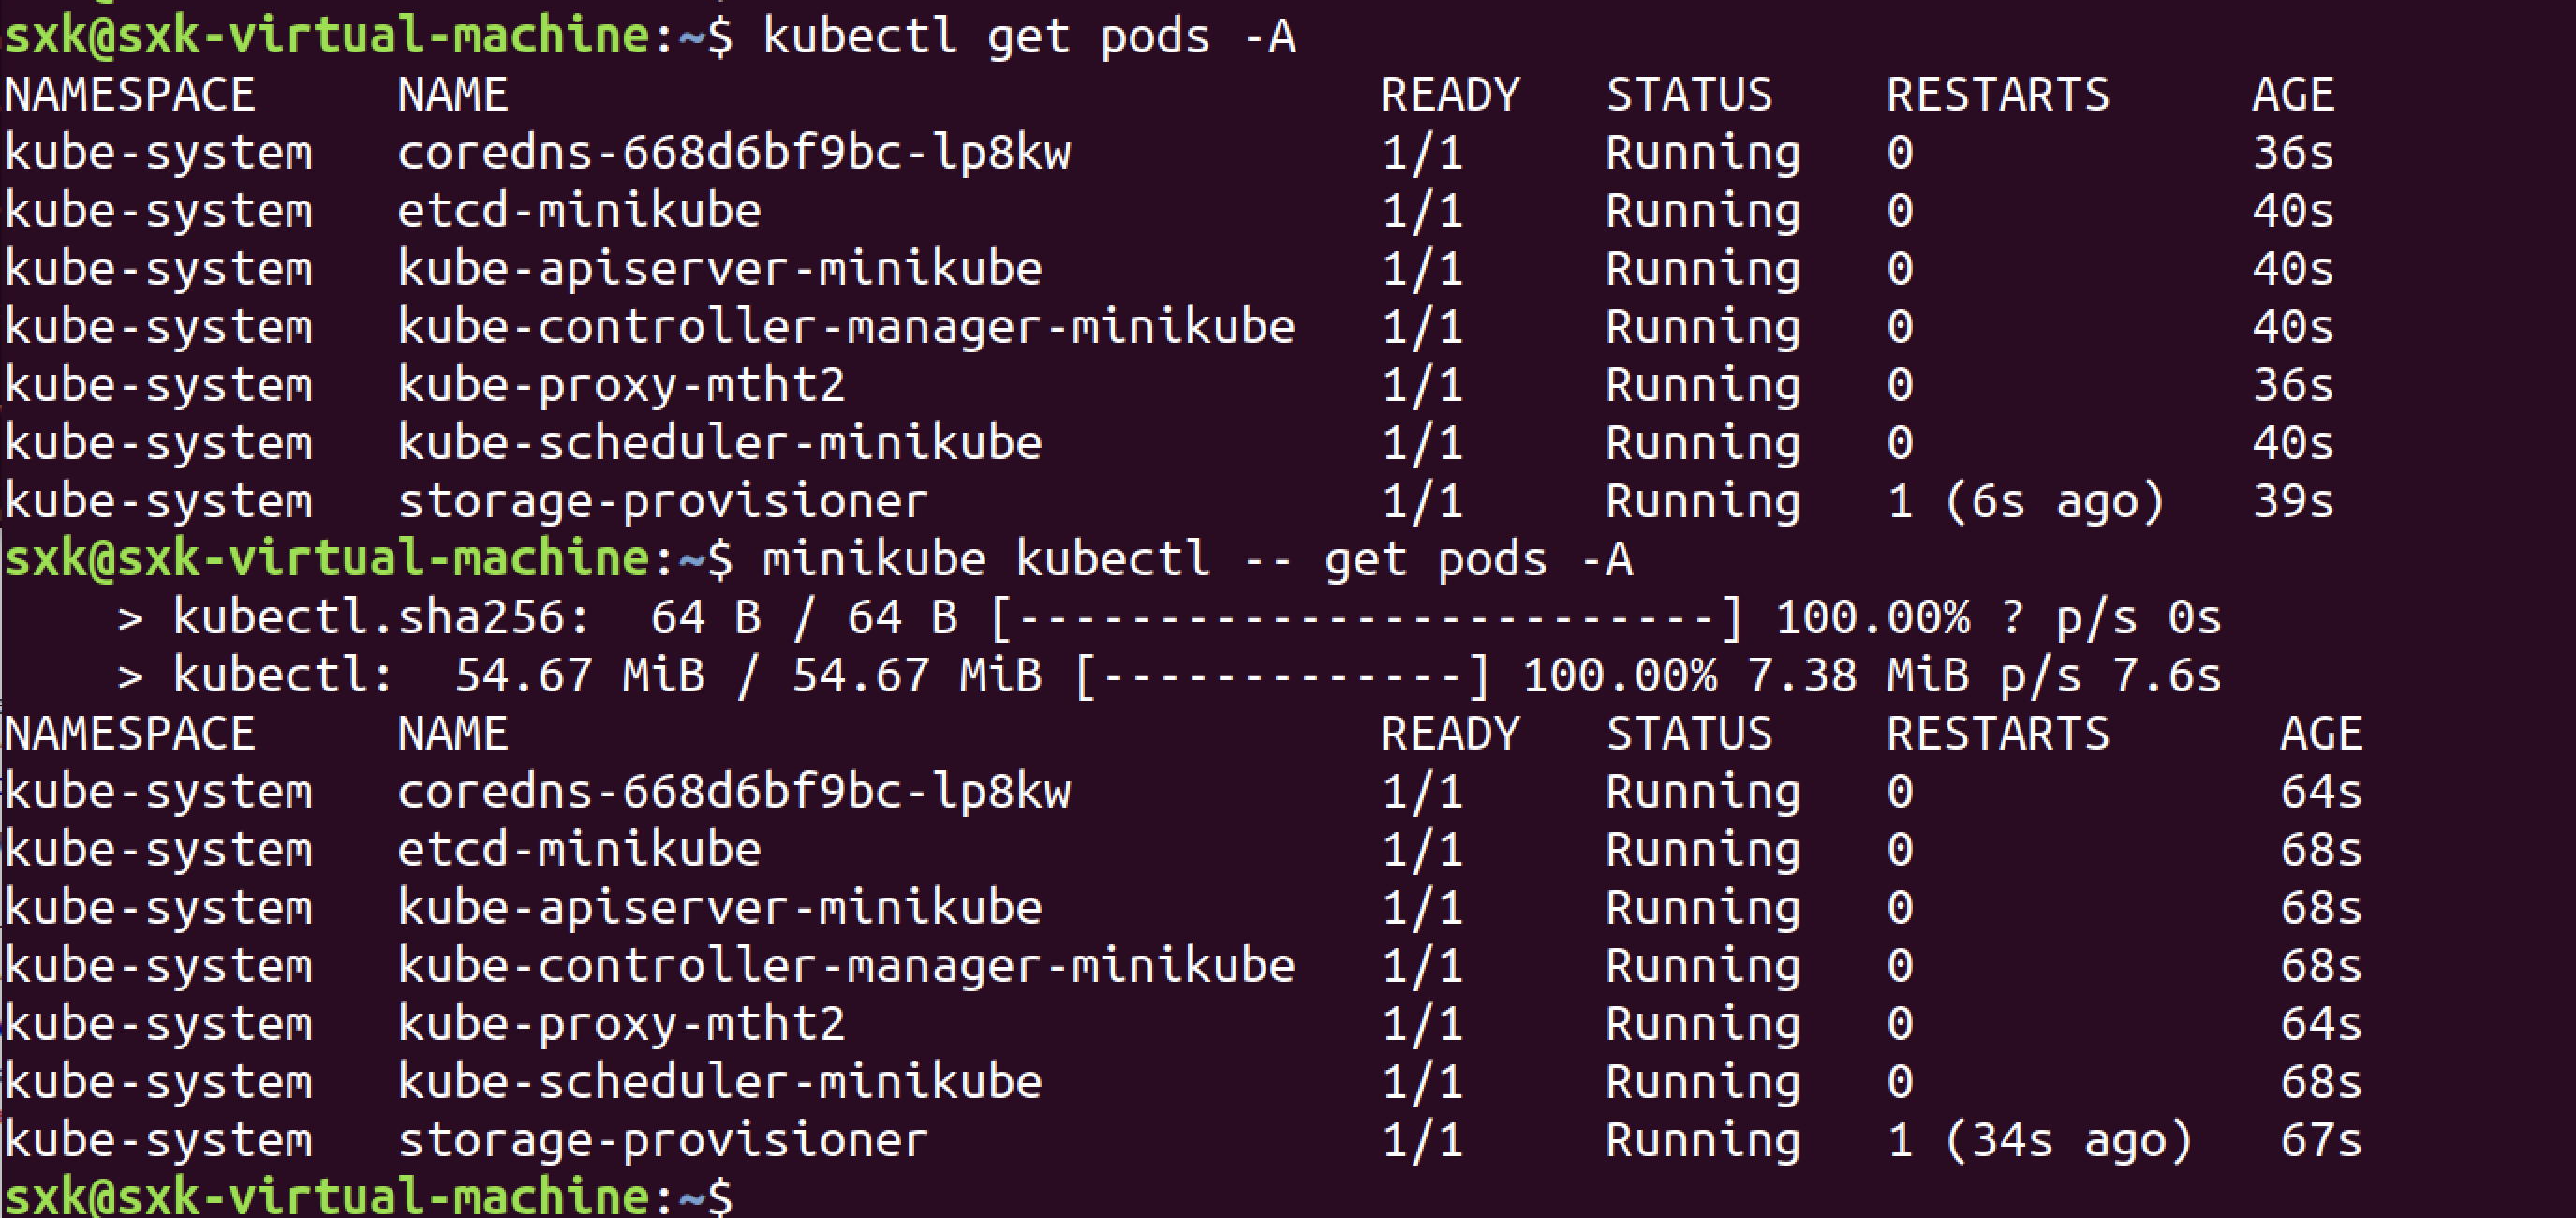 sxk@sxk-virtual-machine:~$ kubectl get pods -A
NAMESPACE     NAME                               READY   STATUS    RESTARTS     AGE
kube-system   coredns-668d6bf9bc-lp8kw           1/1     Running   0            36s
kube-system   etcd-minikube                      1/1     Running   0            40s
kube-system   kube-apiserver-minikube            1/1     Running   0            40s
kube-system   kube-controller-manager-minikube   1/1     Running   0            40s
kube-system   kube-proxy-mtht2                   1/1     Running   0            36s
kube-system   kube-scheduler-minikube            1/1     Running   0            40s
kube-system   storage-provisioner                1/1     Running   1 (6s ago)   39s
sxk@sxk-virtual-machine:~$ minikube kubectl -- get pods -A
    > kubectl.sha256:  64 B / 64 B [-------------------------] 100.00% ? p/s 0s
    > kubectl:  54.67 MiB / 54.67 MiB [-------------] 100.00% 7.38 MiB p/s 7.6s
NAMESPACE     NAME                               READY   STATUS    RESTARTS      AGE
kube-system   coredns-668d6bf9bc-lp8kw           1/1     Running   0             64s
kube-system   etcd-minikube                      1/1     Running   0             68s
kube-system   kube-apiserver-minikube            1/1     Running   0             68s
kube-system   kube-controller-manager-minikube   1/1     Running   0             68s
kube-system   kube-proxy-mtht2                   1/1     Running   0             64s
kube-system   kube-scheduler-minikube            1/1     Running   0             68s
kube-system   storage-provisioner                1/1     Running   1 (34s ago)   67s
sxk@sxk-virtual-machine:~$